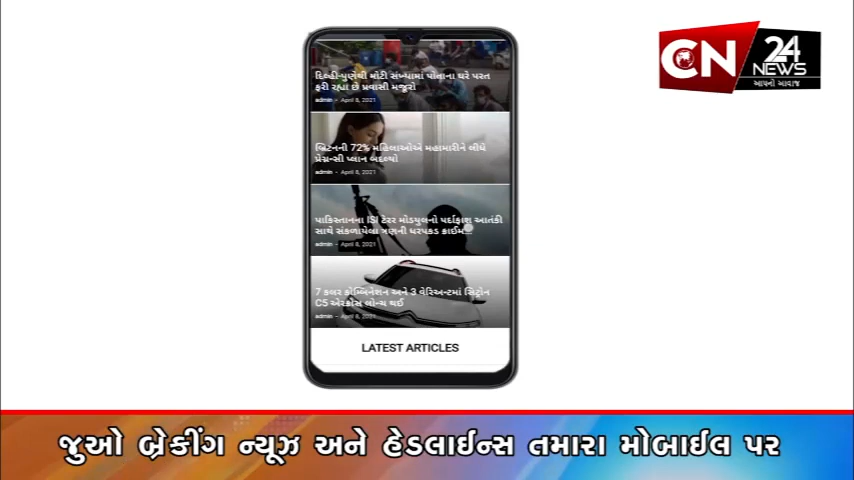 CN
24
NEWS
આપનો અવાજ
દિલ્હી-પુણેથી મોટી સંખ્યામાં પોતાના ઘરે પરત
ફરી રહ્યા છે પ્રવાસી મજુરો
admin - April 8, 2021
બ્રિટનની 72% મહિલાઓએ મહામારીને લીધે
પ્રેગ્નન્સી પ્લાન બદલ્યો
admin - April 8, 2021
પાકિસ્તાનના ISI ટેરર મોડ્યુલનો પર્દાફાશ આતંકી
સાથે સંકળાયેલા ત્રણની ધરપકડ ક્રાઈમ...
admin - April 8, 2021
7 કલર કોમ્બિનેશન અને 3 વેરિઅન્ટમાં સિટ્રોન
C5 એરક્રોસ લોન્ચ થઈ
admin - April 8, 2021
LATEST ARTICLES
જુઓ બ્રેકીંગ ન્યૂઝ અને હેડલાઈન્સ તમારા મોબાઈલ પર